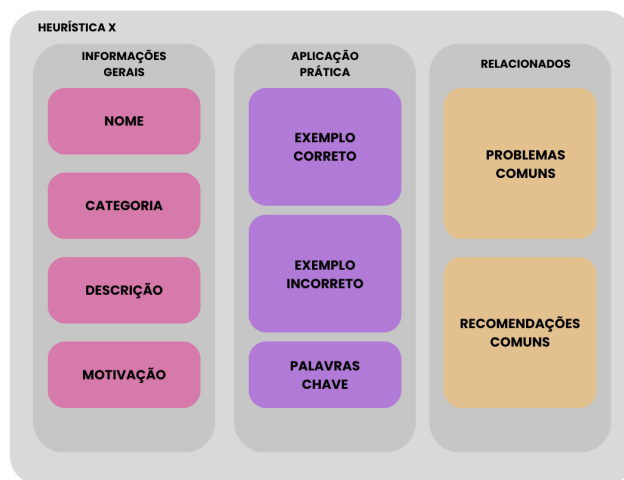 HEURÍSTICA X
INFORMAÇÕES
GERAIS
NOME
CATEGORIA
DESCRIÇÃO
MOTIVAÇÃO
APLICAÇÃO
PRÁTICA
EXEMPLO
CORRETO
EXEMPLO
INCORRETO
PALAVRAS
CHAVE
RELACIONADOS
PROBLEMAS
COMUNS
RECOMENDAÇÕES
COMUNS